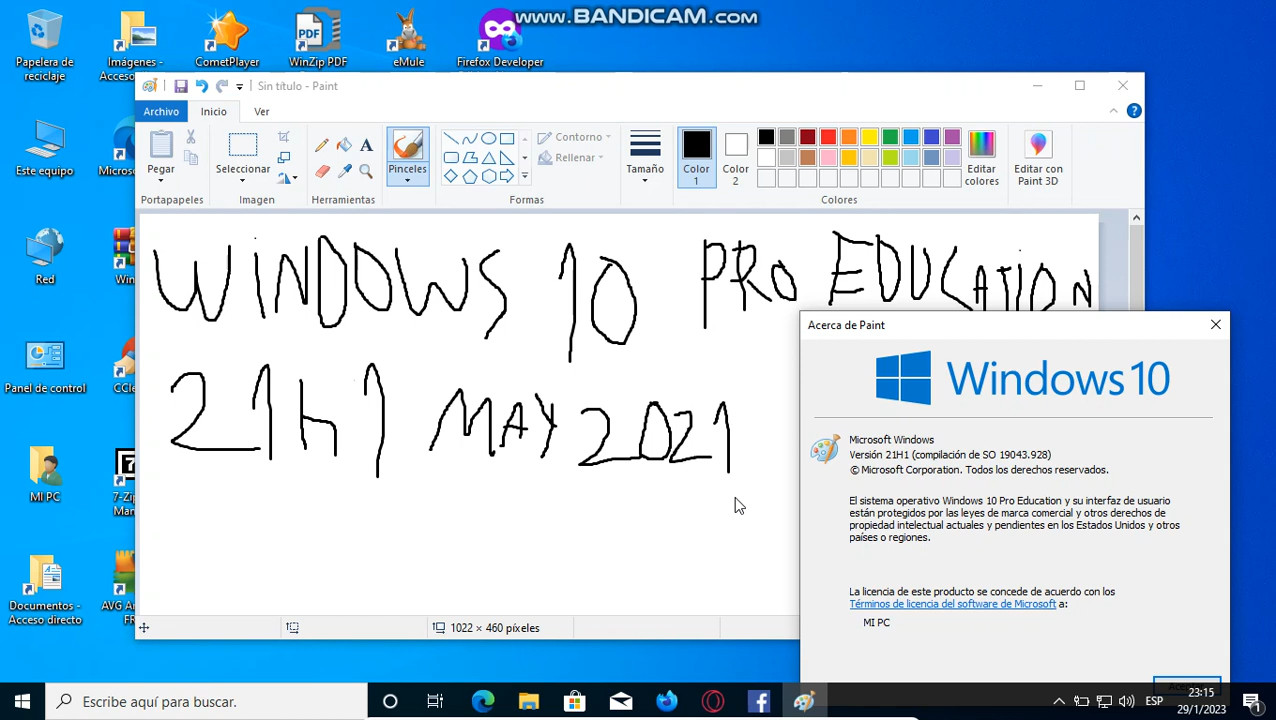 www.BANDICAM.com
Papelera de
reciclaje
Imágenes -
Acceso
CometPlayer
PDF
WinZip PDF
eMule
Firefox Developer
Edition
Este equipo
Red
Panel de control
MI PC
Documentos -
Acceso directo
Sin título - Paint
Archivo
Inicio
Ver
Pegar
Portapapeles
Seleccionar
Imagen
A
Herramientas
Pinceles
Contorno
Rellenar
Formas
Tamaño
Color
1
Color
2
Editar
colores
Editar con
Paint 3D
Colores
WiNDOWS 10 PRO EDUCATION
21h1 MAY 2021
1022 × 460 píxeles
Acerca de Paint
Windows 10
Microsoft Windows
Versión 21H1 (compilación de SO 19043.928)
© Microsoft Corporation. Todos los derechos reservados.
El sistema operativo Windows 10 Pro Education y su interfaz de usuario
están protegidos por las leyes de marca comercial y otros derechos de
propiedad intelectual actuales y pendientes en los Estados Unidos y otros
países o regiones.
La licencia de este producto se concede de acuerdo con los
Términos de licencia del software de Microsoft a:
MI PC
Escribe aquí para buscar.
ESP
23:15
29/1/2023
1